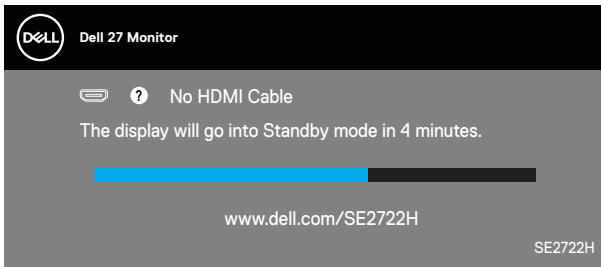 DELL
Dell 27 Monitor
? No HDMI Cable
The display will go into Standby mode in 4 minutes.
www.dell.com/SE2722H
SE2722H